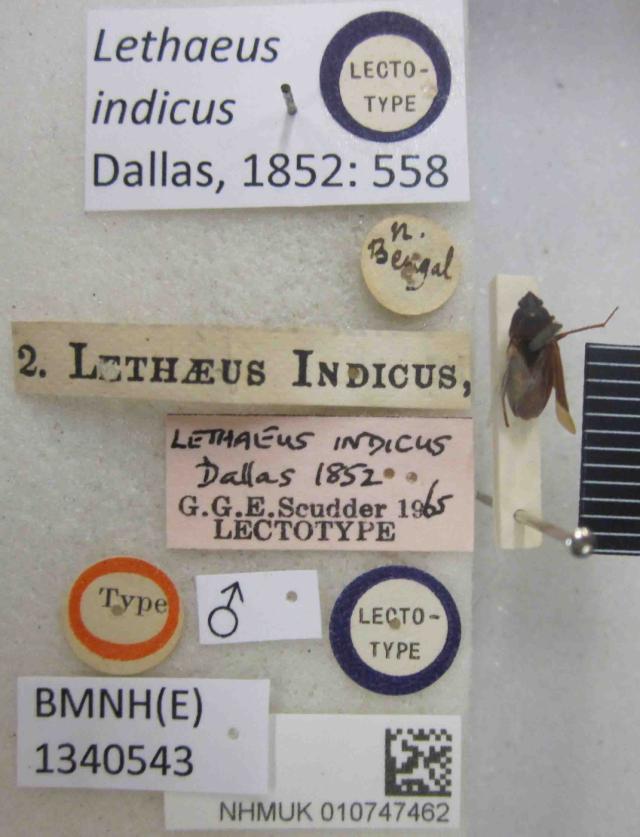 Lethaeus
indicus
Dallas, 1852: 558
LECTO-
TYPE
n.
Bengal
2. LETHÆUS INDICUS,
LETHAEUS INDICUS
Dallas 1852
G.G.E.Scudder 1965
LECTOTYPE
Type
♂
LECTO-
TYPE
BMNH(E)
1340543
NHMUK 010747462